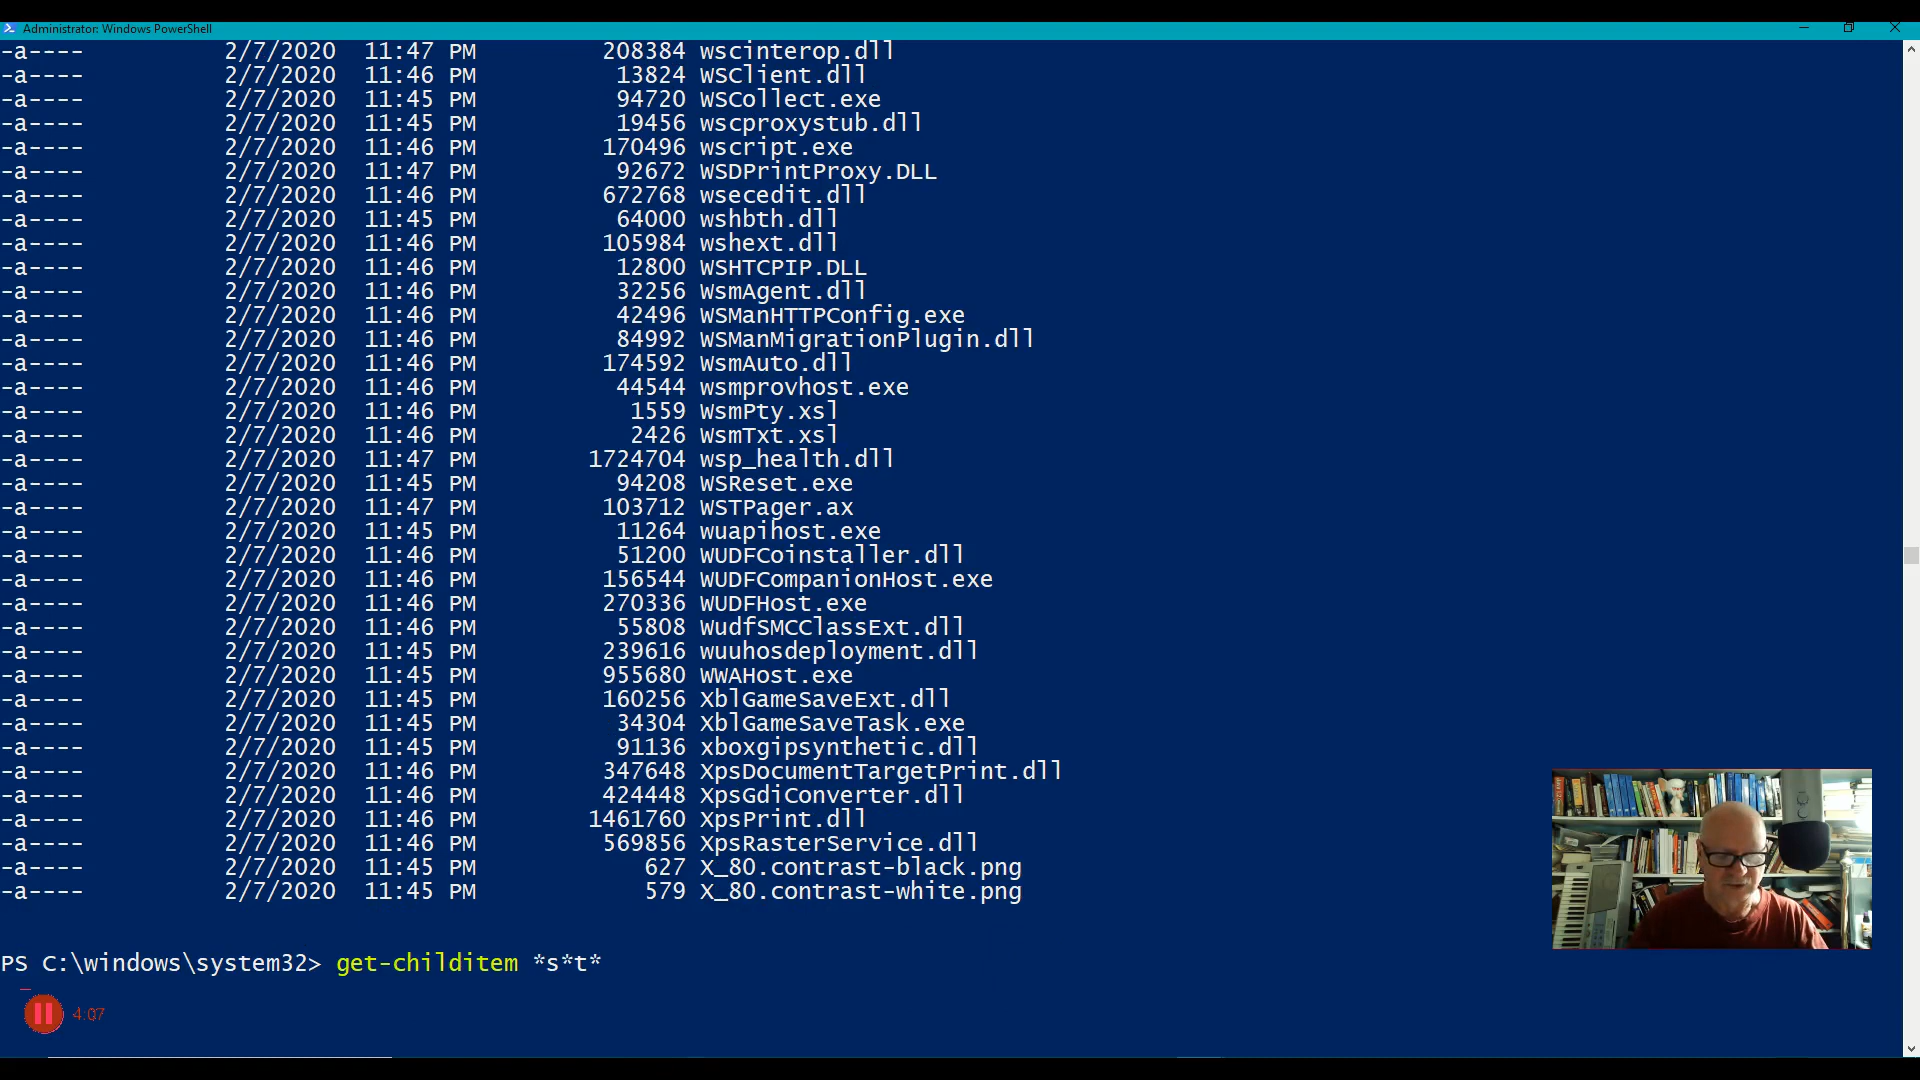 Administrator: Windows PowerShell
-a---- 2/7/2020 11:47 PM 208384 wscinterop.dll
-a---- 2/7/2020 11:46 PM 13824 WSClient.dll
-a---- 2/7/2020 11:45 PM 94720 WSCollect.exe
-a---- 2/7/2020 11:45 PM 19456 wscproxystub.dll
-a---- 2/7/2020 11:46 PM 170496 wscript.exe
-a---- 2/7/2020 11:47 PM 92672 WSDPrintProxy.DLL
-a---- 2/7/2020 11:46 PM 672768 wsecedit.dll
-a---- 2/7/2020 11:45 PM 64000 wshbth.dll
-a---- 2/7/2020 11:46 PM 105984 wshext.dll
-a---- 2/7/2020 11:46 PM 12800 WSHTCPIP.DLL
-a---- 2/7/2020 11:46 PM 32256 WsmAgent.dll
-a---- 2/7/2020 11:46 PM 42496 WSManHTTPConfig.exe
-a---- 2/7/2020 11:46 PM 84992 WSManMigrationPlugin.dll
-a---- 2/7/2020 11:46 PM 174592 WsmAuto.dll
-a---- 2/7/2020 11:46 PM 44544 wsmprovhost.exe
-a---- 2/7/2020 11:46 PM 1559 WsmPty.xsl
-a---- 2/7/2020 11:46 PM 2426 WsmTxt.xsl
-a---- 2/7/2020 11:47 PM 1724704 wsp_health.dll
-a---- 2/7/2020 11:45 PM 94208 WSReset.exe
-a---- 2/7/2020 11:47 PM 103712 WSTPager.ax
-a---- 2/7/2020 11:45 PM 11264 wuapihost.exe
-a---- 2/7/2020 11:46 PM 51200 WUDFCoinstaller.dll
-a---- 2/7/2020 11:46 PM 156544 WUDFCompanionHost.exe
-a---- 2/7/2020 11:46 PM 270336 WUDFHost.exe
-a---- 2/7/2020 11:46 PM 55808 WudfSMCClassExt.dll
-a---- 2/7/2020 11:45 PM 239616 wuuhosdeployment.dll
-a---- 2/7/2020 11:45 PM 955680 WWAHost.exe
-a---- 2/7/2020 11:45 PM 160256 XblGameSaveExt.dll
-a---- 2/7/2020 11:45 PM 34304 XblGameSaveTask.exe
-a---- 2/7/2020 11:45 PM 91136 xboxgipsynthetic.dll
-a---- 2/7/2020 11:46 PM 347648 XpsDocumentTargetPrint.dll
-a---- 2/7/2020 11:46 PM 424448 XpsGdiConverter.dll
-a---- 2/7/2020 11:46 PM 1461760 XpsPrint.dll
-a---- 2/7/2020 11:46 PM 569856 XpsRasterService.dll
-a---- 2/7/2020 11:45 PM 627 X_80.contrast-black.png
-a---- 2/7/2020 11:45 PM 579 X_80.contrast-white.png
PS C:\windows\system32> get-childitem *s*t*
4:07